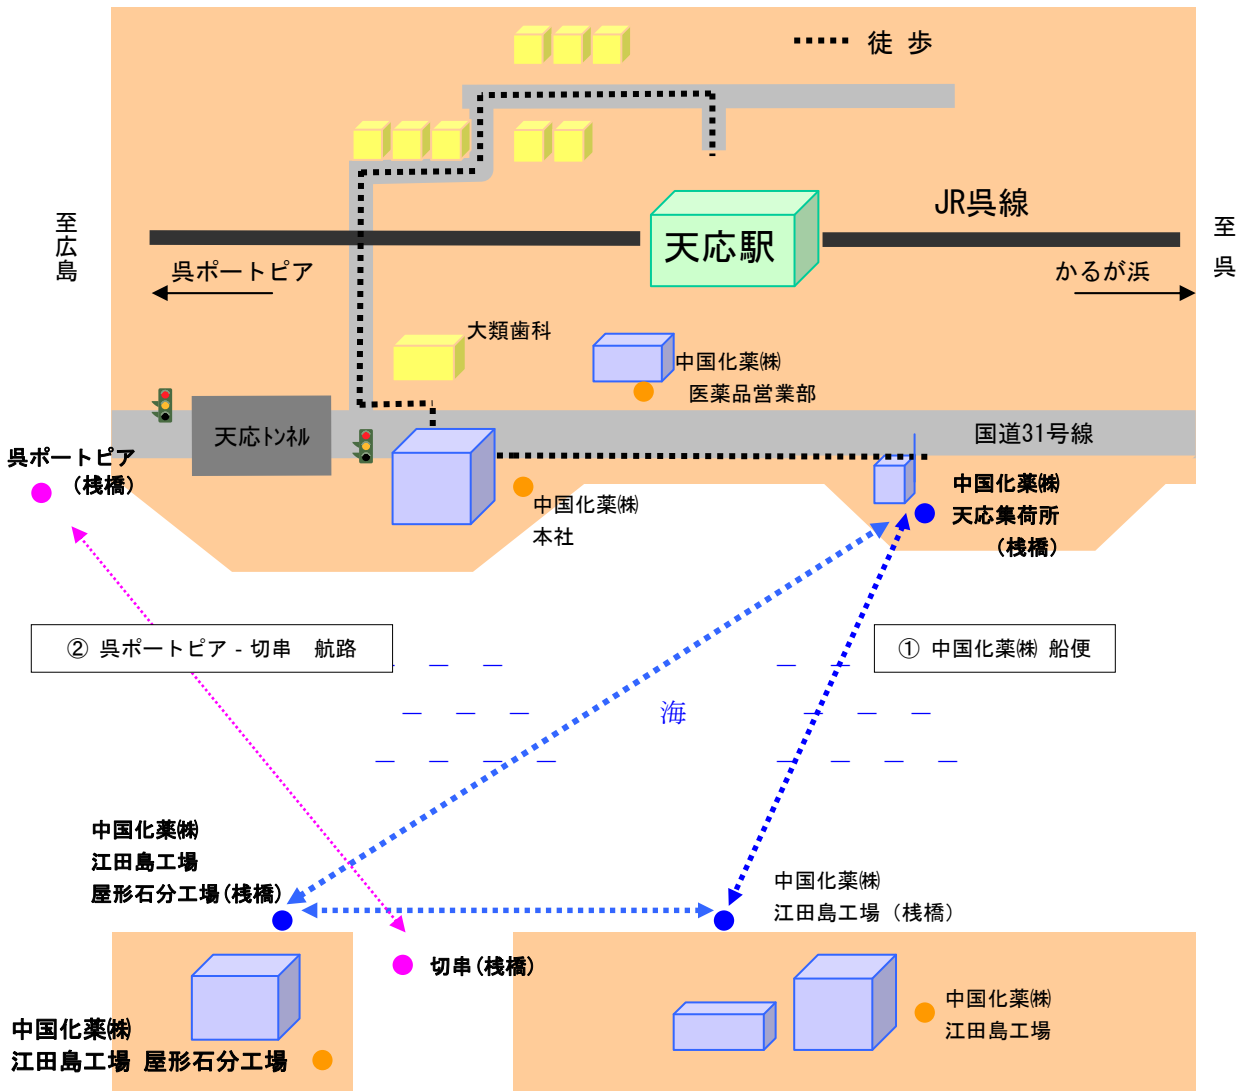 徒 歩
JR呉線
至広島
至呉
天応駅
呉ポートピア
かるが浜
大類歯科
中国化薬㈱
医薬品営業部
天応トンネル
国道31号線
呉ポートピア
(桟橋)
中国化薬㈱
本社
中国化薬㈱
天応集荷所
(桟橋)
② 呉ポートピア - 切串 航路
① 中国化薬㈱ 船便
海
中国化薬㈱
江田島工場
屋形石分工場(桟橋)
中国化薬㈱
江田島工場 (桟橋)
切串(桟橋)
中国化薬㈱
江田島工場
中国化薬㈱
江田島工場 屋形石分工場